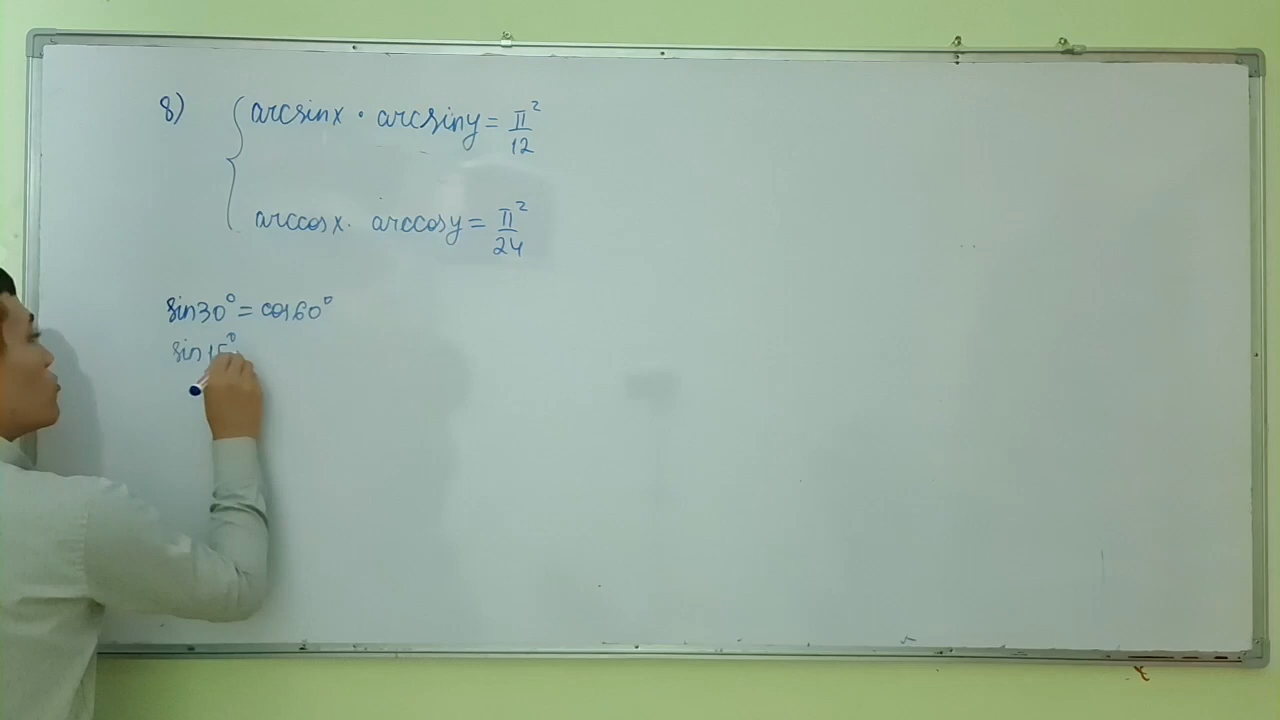 8) { arcsinx · arcsiny = π²/12
arccosx · arccosy = π²/24
sin30° = cos60°
sin15°